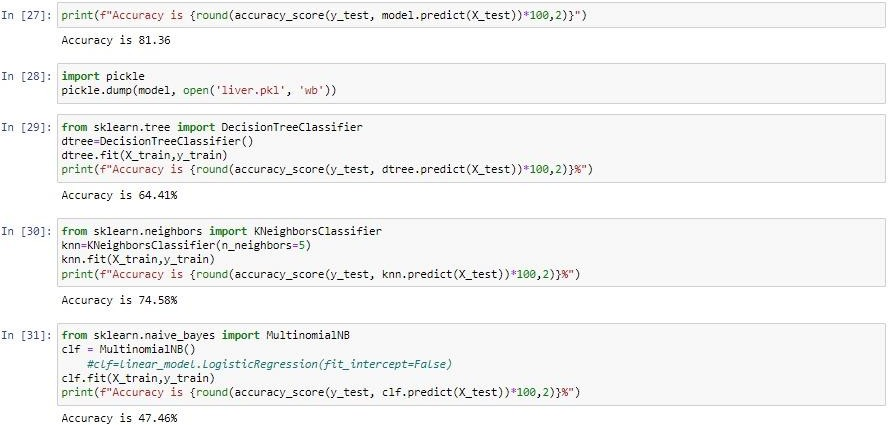 In [27]: print(f"Accuracy is {round(accuracy_score(y_test, model.predict(X_test))*100,2)}")
Accuracy is 81.36
In [28]: import pickle
pickle.dump(model, open('liver.pkl', 'wb'))
In [29]: from sklearn.tree import DecisionTreeClassifier
dtree=DecisionTreeClassifier()
dtree.fit(X_train,y_train)
print(f"Accuracy is {round(accuracy_score(y_test, dtree.predict(X_test))*100,2)}%")
Accuracy is 64.41%
In [30]: from sklearn.neighbors import KNeighborsClassifier
knn=KNeighborsClassifier(n_neighbors=5)
knn.fit(X_train,y_train)
print(f"Accuracy is {round(accuracy_score(y_test, knn.predict(X_test))*100,2)}%")
Accuracy is 74.58%
In [31]: from sklearn.naive_bayes import MultinomialNB
clf = MultinomialNB()
#clf=linear_model.LogisticRegression(fit_intercept=False)
clf.fit(X_train,y_train)
print(f"Accuracy is {round(accuracy_score(y_test, clf.predict(X_test))*100,2)}%")
Accuracy is 47.46%